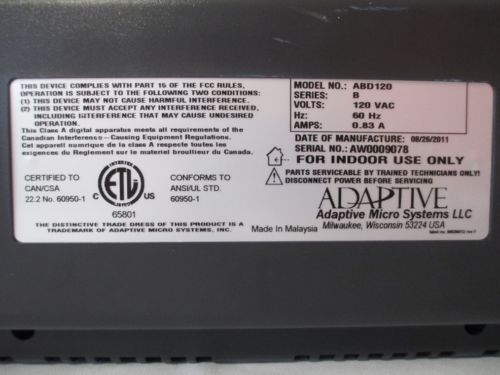 THIS DEVICE COMPLIES WITH PART 15 OF THE FCC RULES.
OPERATION IS SUBJECT TO THE FOLLOWING TWO CONDITIONS:
(1) THIS DEVICE MAY NOT CAUSE HARMFUL INTERFERENCE.
(2) THIS DEVICE MUST ACCEPT ANY INTERFERENCE RECEIVED,
INCLUDING INTERFERENCE THAT MAY CAUSE
UNDESIRED OPERATION.
This Class A digital apparatus meets all requirements of the
Canadian Interference-Causing Equipment Regulations.
Cet appareil numerique de la class A respecte toutes les
exigences du Reglement sur le materiel broulleur du Canada.
CERTIFIED TO
CAN/CSA
22.2 No. 60950-1
C ETL US
65801
CONFORMS TO
ANSI/UL STD.
60950-1
THE DISTINCTIVE TRADE DRESS OF THIS PRODUCT IS A
TRADEMARK OF ADAPTIVE MICRO SYSTEMS, INC.
MODEL NO.: ABD120
SERIES: B
VOLTS: 120 VAC
Hz: 60 Hz
AMPS: 0.83 A
DATE OF MANUFACTURE: 08/26/2011
SERIAL NO.: AW0009078
FOR INDOOR USE ONLY
PARTS SERVICEABLE BY TRAINED TECHNICIANS ONLY!
DISCONNECT POWER BEFORE SERVICING
ADAPTIVE
Adaptive Micro Systems LLC
Made In Malaysia
Milwaukee, Wisconsin 53224 USA